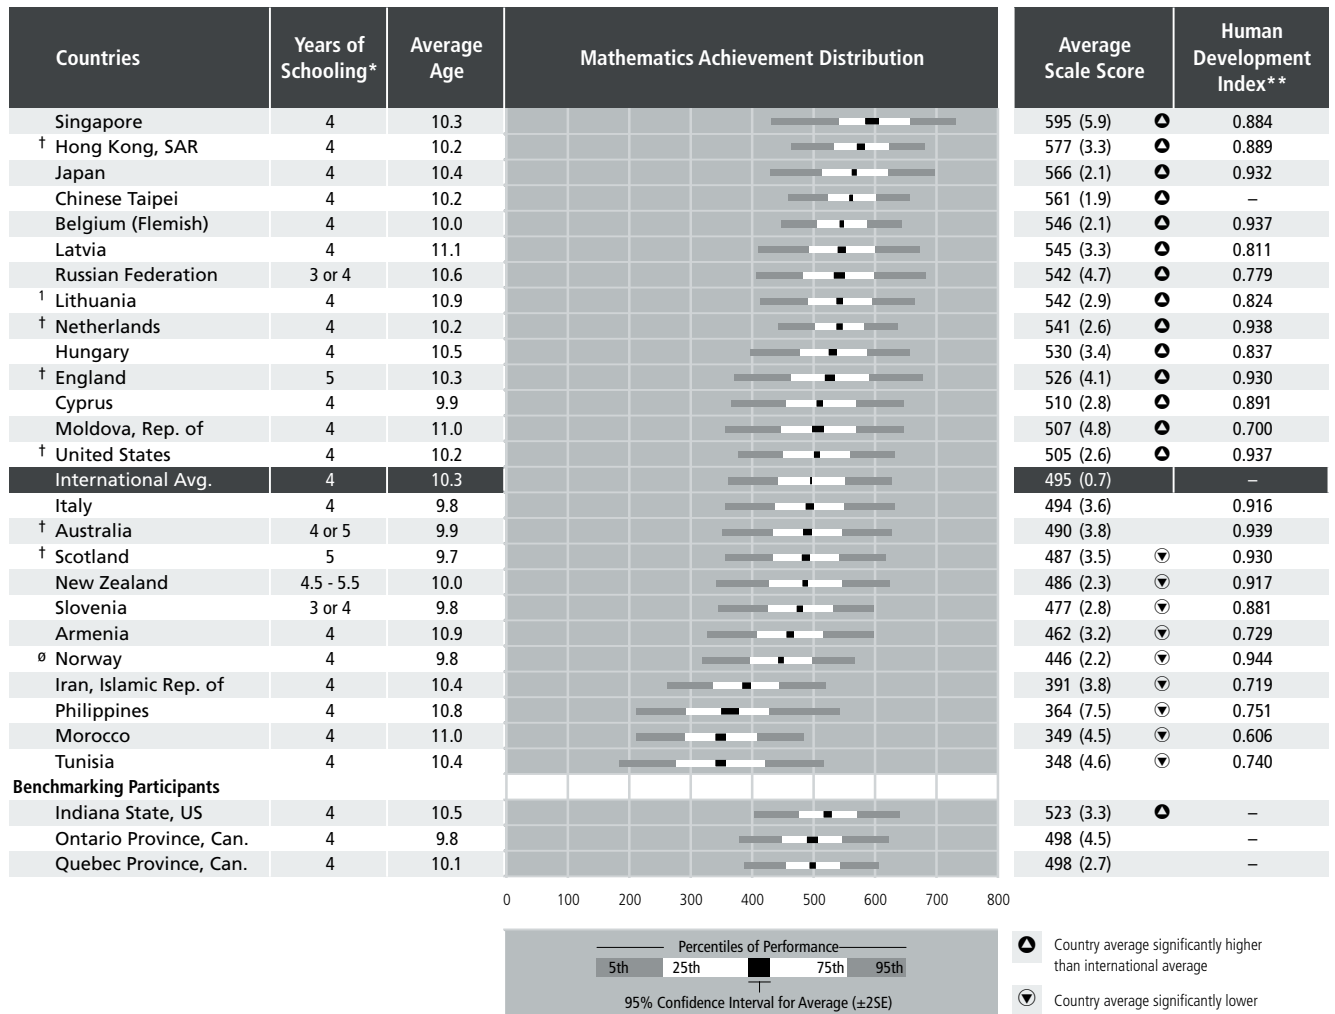 Countries Years of Schooling* Average Age Mathematics Achievement Distribution Average Scale Score Human Development Index**
Singapore 4 10.3 595 (5.9) 0.884
† Hong Kong, SAR 4 10.2 577 (3.3) 0.889
Japan 4 10.4 566 (2.1) 0.932
Chinese Taipei 4 10.2 561 (1.9) –
Belgium (Flemish) 4 10.0 546 (2.1) 0.937
Latvia 4 11.1 545 (3.3) 0.811
Russian Federation 3 or 4 10.6 542 (4.7) 0.779
1 Lithuania 4 10.9 542 (2.9) 0.824
† Netherlands 4 10.2 541 (2.6) 0.938
Hungary 4 10.5 530 (3.4) 0.837
† England 5 10.3 526 (4.1) 0.930
Cyprus 4 9.9 510 (2.8) 0.891
Moldova, Rep. of 4 11.0 507 (4.8) 0.700
† United States 4 10.2 505 (2.6) 0.937
International Avg. 4 10.3 495 (0.7) –
Italy 4 9.8 494 (3.6) 0.916
† Australia 4 or 5 9.9 490 (3.8) 0.939
† Scotland 5 9.7 487 (3.5) 0.930
New Zealand 4.5 - 5.5 10.0 486 (2.3) 0.917
Slovenia 3 or 4 9.8 477 (2.8) 0.881
Armenia 4 10.9 462 (3.2) 0.729
ø Norway 4 9.8 446 (2.2) 0.944
Iran, Islamic Rep. of 4 10.4 391 (3.8) 0.719
Philippines 4 10.8 364 (7.5) 0.751
Morocco 4 11.0 349 (4.5) 0.606
Tunisia 4 10.4 348 (4.6) 0.740
Benchmarking Participants
Indiana State, US 4 10.5 523 (3.3) –
Ontario Province, Can. 4 9.8 498 (4.5) –
Quebec Province, Can. 4 10.1 498 (2.7) –
0 100 200 300 400 500 600 700 800
Percentiles of Performance
5th 25th 75th 95th
95% Confidence Interval for Average (±2SE)
Country average significantly higher
than international average
Country average significantly lower